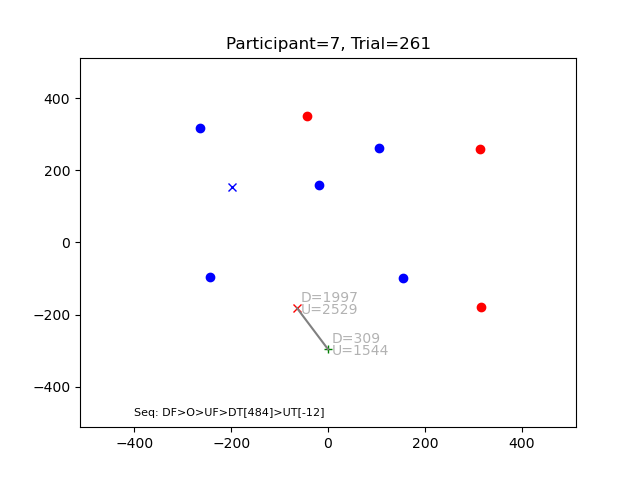 Participant=7, Trial=261
400
200
0
−200
−400
D=1997
U=2529
D=309
U=1544
Seq: DF>O>UF>DT[484]>UT[-12]
−400
−200
0
200
400